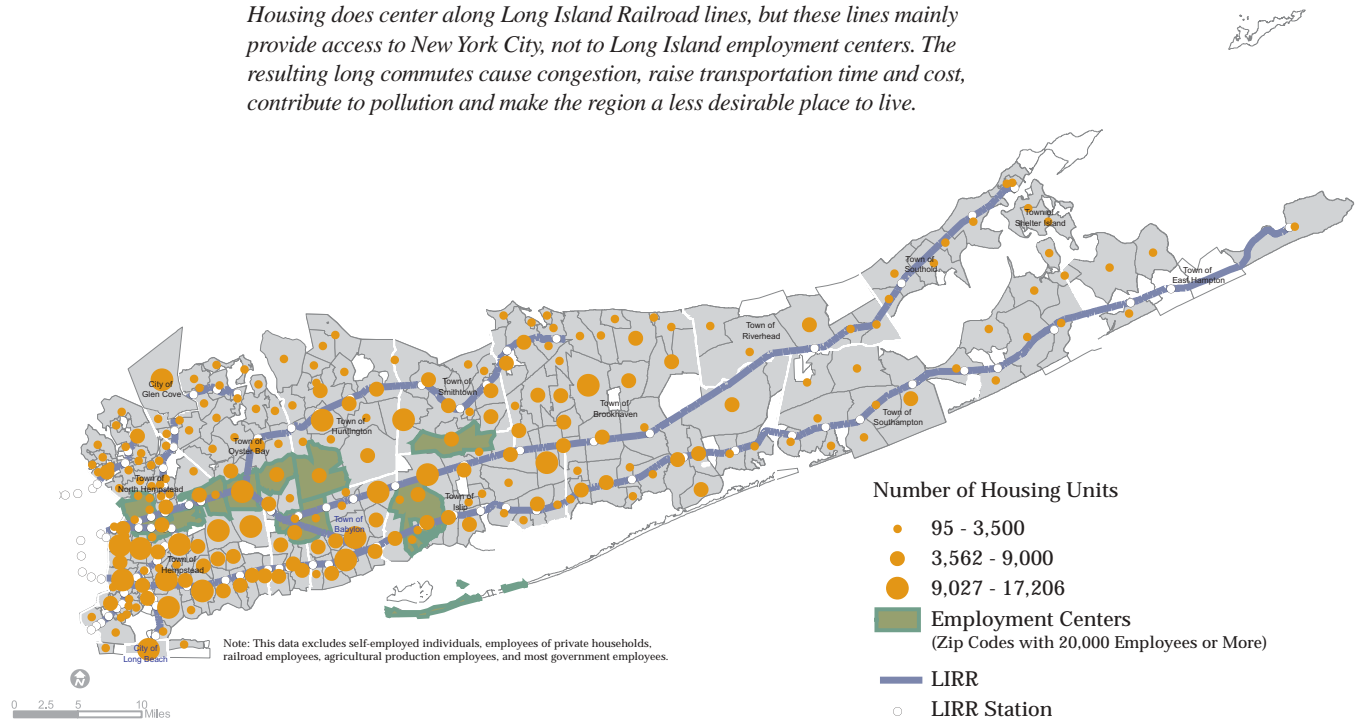 Housing does center along Long Island Railroad lines, but these lines mainly
provide access to New York City, not to Long Island employment centers. The
resulting long commutes cause congestion, raise transportation time and cost,
contribute to pollution and make the region a less desirable place to live.
Town of
Shelter Island
Town of
Southold
Town of
East Hampton
Town of
Riverhead
City of
Glen Cove
Town of
Smithtown
Town of
Brookhaven
Town of
Huntington
Town of
Southampton
Town of
Oyster Bay
Town of
North Hempstead
Town of
Islip
Town of
Babylon
Town of
Hempstead
City of
Long Beach
Note: This data excludes self-employed individuals, employees of private households,
railroad employees, agricultural production employees, and most government employees.
Number of Housing Units
95 - 3,500
3,562 - 9,000
9,027 - 17,206
Employment Centers
(Zip Codes with 20,000 Employees or More)
LIRR
LIRR Station
N
0 2.5 5 10
Miles